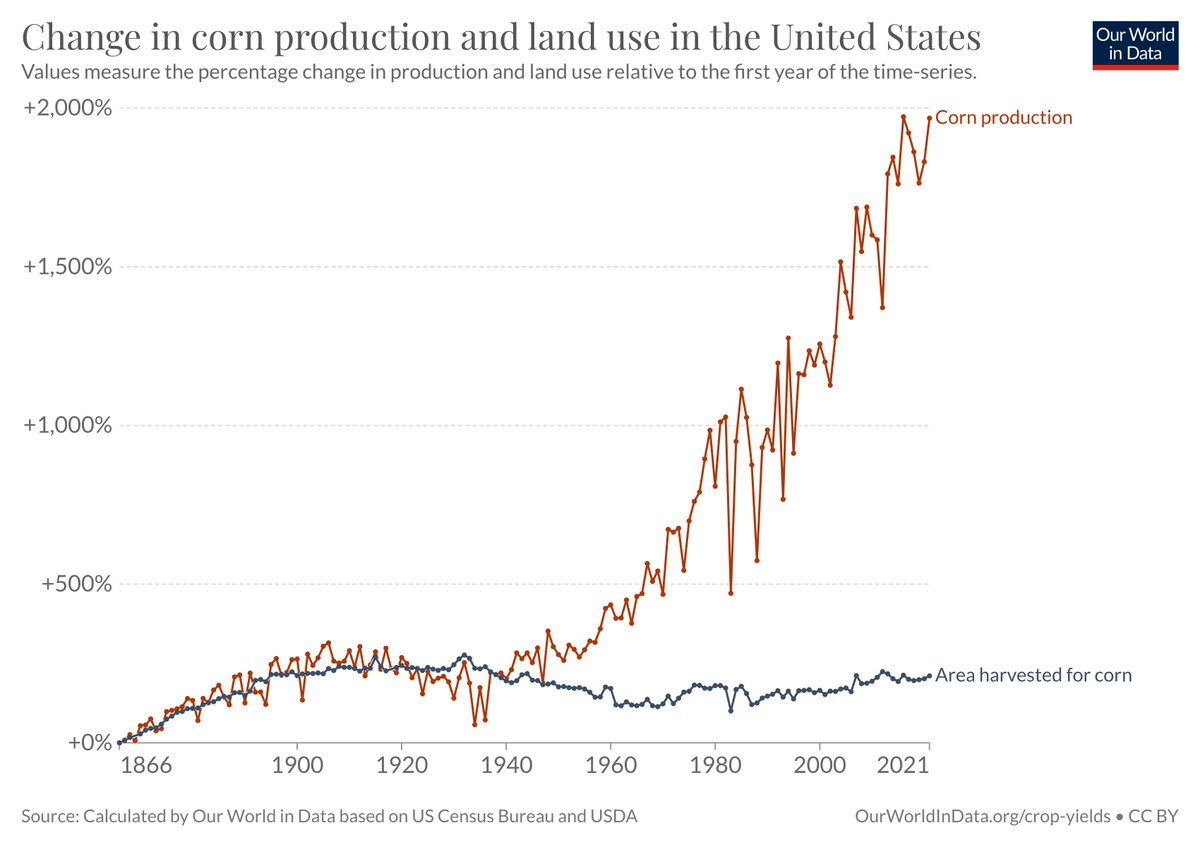 Change in corn production and land use in the United States
Our World
in Data
Values measure the percentage change in production and land use relative to the first year of the time-series.
+2,000%
Corn production
+1,500%
+1,000%
+500%
Area harvested for corn
+0%
1866 1900 1920 1940 1960 1980 2000 2021
Source: Calculated by Our World in Data based on US Census Bureau and USDA
OurWorldInData.org/crop-yields • CC BY